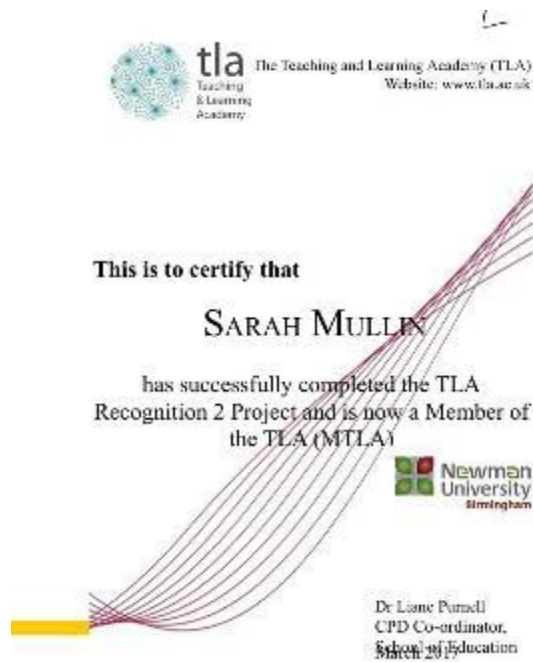 tla
Teaching
& Learning
Academy
The Teaching and Learning Academy (TLA)
Website: www.tla.ac.uk
This is to certify that
SARAH MULLIN
has successfully completed the TLA
Recognition 2 Project and is now a Member of
the TLA (MTLA)
Newman
University
Birmingham
Dr Liane Purnell
CPD Co-ordinator,
School of Education
March 2017